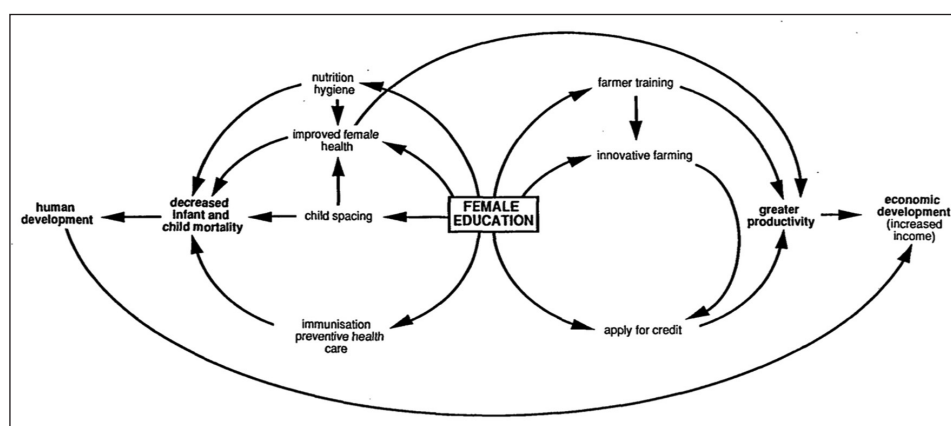 nutrition
hygiene
improved female
health
child spacing
immunisation
preventive health
care
decreased
infant and
child mortality
human
development
FEMALE
EDUCATION
farmer training
innovative farming
apply for credit
greater
productivity
economic
development
(increased
income)